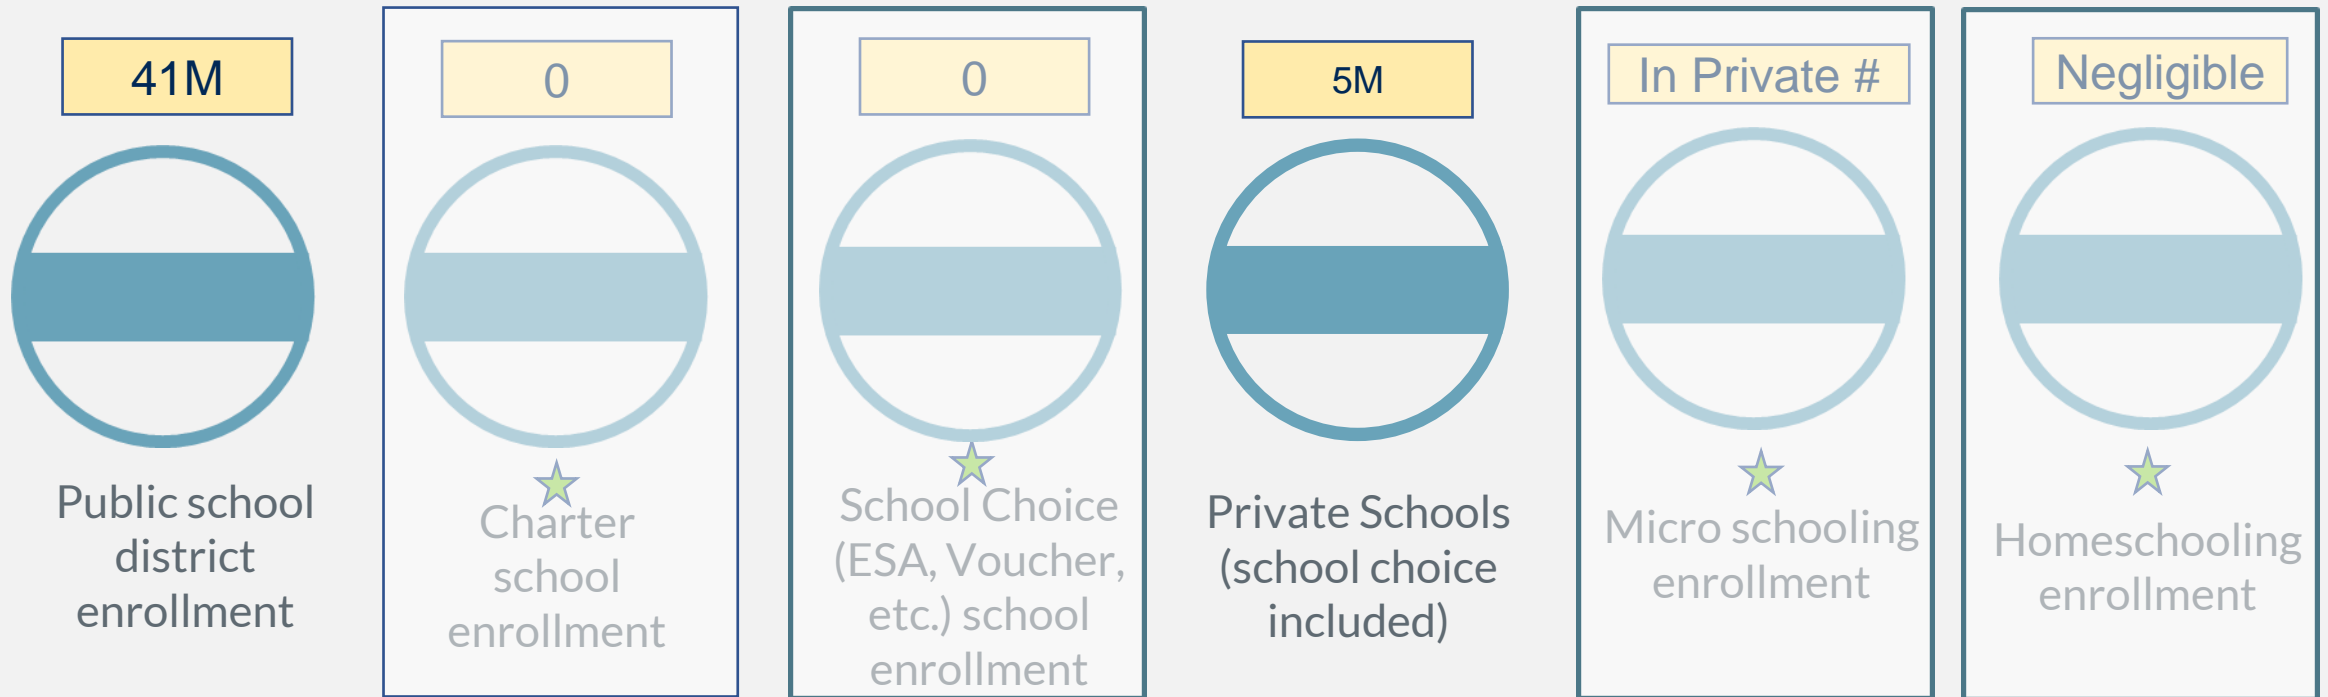 41M
0
0
5M
In Private #
Negligible
Public school
district
enrollment
Charter
school
enrollment
School Choice
(ESA, Voucher,
etc.) school
enrollment
Private Schools
(school choice
included)
Micro schooling
enrollment
Homeschooling
enrollment